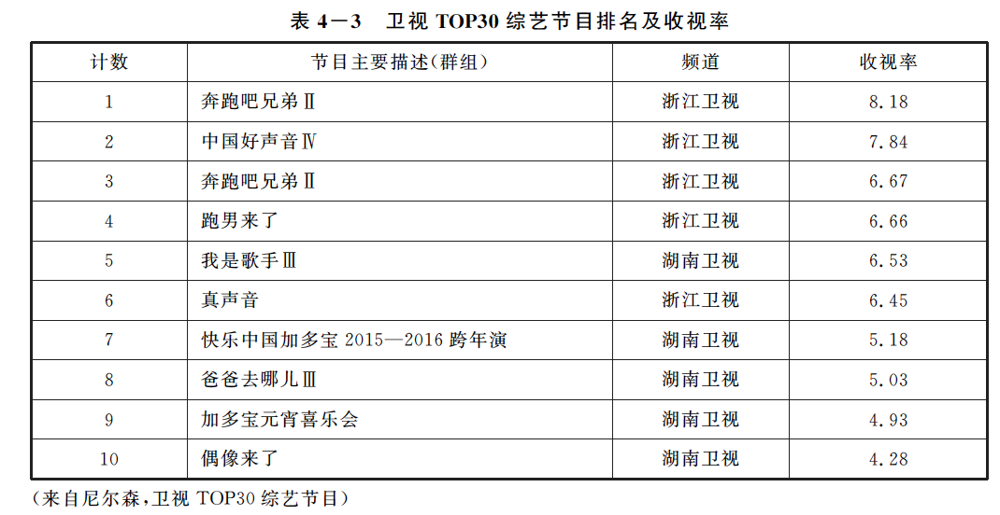 表 4—3 卫视 TOP30 综艺节目排名及收视率
计数 节目主要描述(群组) 频道 收视率
1 奔跑吧兄弟Ⅱ 浙江卫视 8.18
2 中国好声音Ⅳ 浙江卫视 7.84
3 奔跑吧兄弟Ⅱ 浙江卫视 6.67
4 跑男来了 浙江卫视 6.66
5 我是歌手Ⅲ 湖南卫视 6.53
6 真声音 浙江卫视 6.45
7 快乐中国加多宝 2015—2016 跨年演 湖南卫视 5.18
8 爸爸去哪儿Ⅲ 湖南卫视 5.03
9 加多宝元宵喜乐会 湖南卫视 4.93
10 偶像来了 湖南卫视 4.28
(来自尼尔森,卫视 TOP30 综艺节目)